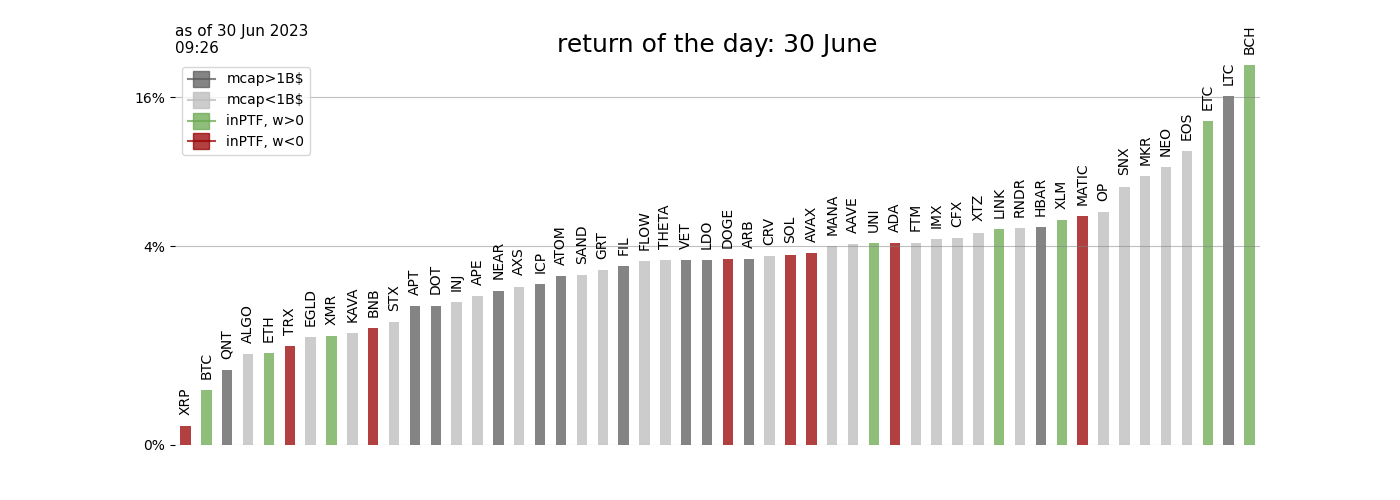 as of 30 Jun 2023
09:26
return of the day: 30 June
mcap>1B$
mcap<1B$
inPTF, w>0
inPTF, w<0
16%
4%
0%
XRP
BTC
QNT
ALGO
ETH
TRX
EGLD
XMR
KAVA
BNB
STX
APT
DOT
INJ
APE
NEAR
AXS
ICP
ATOM
SAND
GRT
FIL
FLOW
THETA
VET
LDO
DOGE
ARB
CRV
SOL
AVAX
MANA
AAVE
UNI
ADA
FTM
IMX
CFX
XTZ
LINK
RNDR
HBAR
XLM
MATIC
OP
SNX
MKR
NEO
EOS
ETC
LTC
BCH